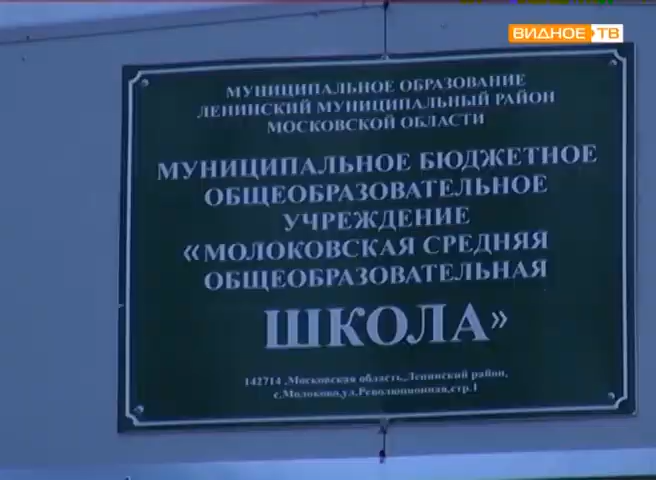 ВИДНОЕ ТВ
МУНИЦИПАЛЬНОЕ ОБРАЗОВАНИЕ
ЛЕНИНСКИЙ МУНИЦИПАЛЬНЫЙ РАЙОН
МОСКОВСКОЙ ОБЛАСТИ
МУНИЦИПАЛЬНОЕ БЮДЖЕТНОЕ
ОБЩЕОБРАЗОВАТЕЛЬНОЕ
УЧРЕЖДЕНИЕ
«МОЛОКОВСКАЯ СРЕДНЯЯ
ОБЩЕОБРАЗОВАТЕЛЬНАЯ
ШКОЛА»
142714 ,Московская область,Ленинский район,
с.Молоково,ул.Революционная,стр.1